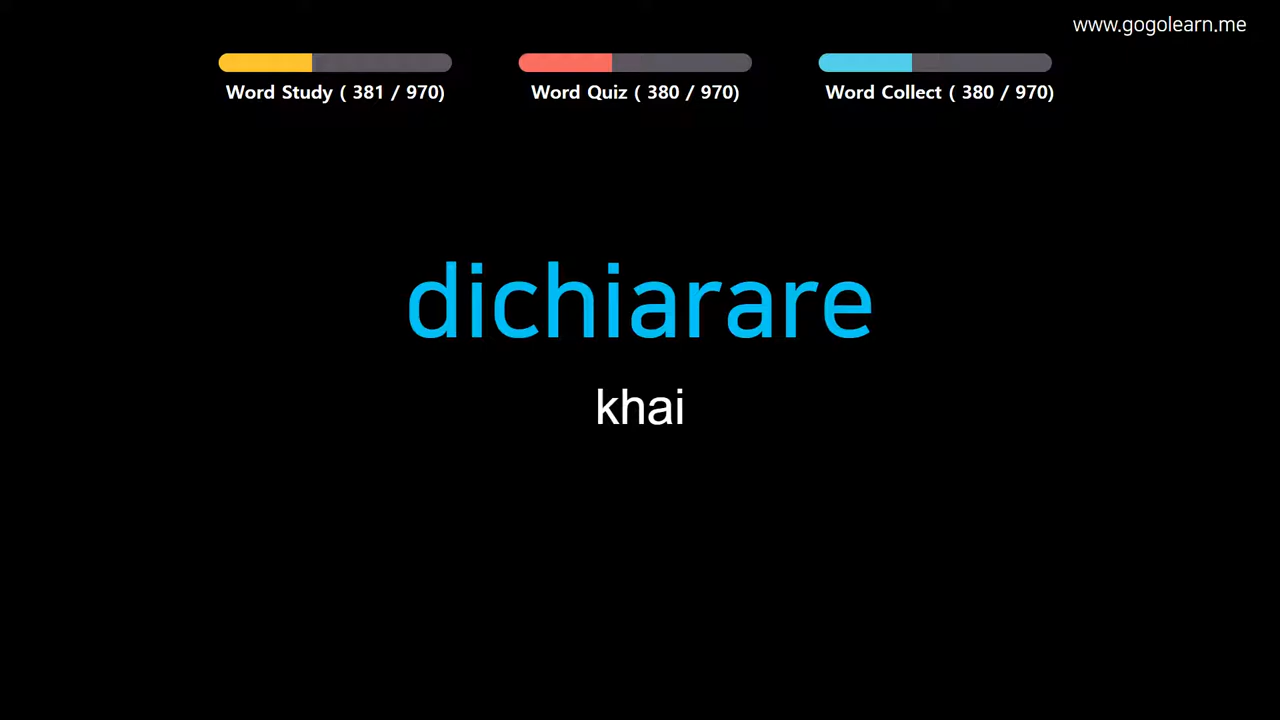 www.gogolearn.me
Word Study ( 381 / 970)
Word Quiz ( 380 / 970)
Word Collect ( 380 / 970)
dichiarare
khai